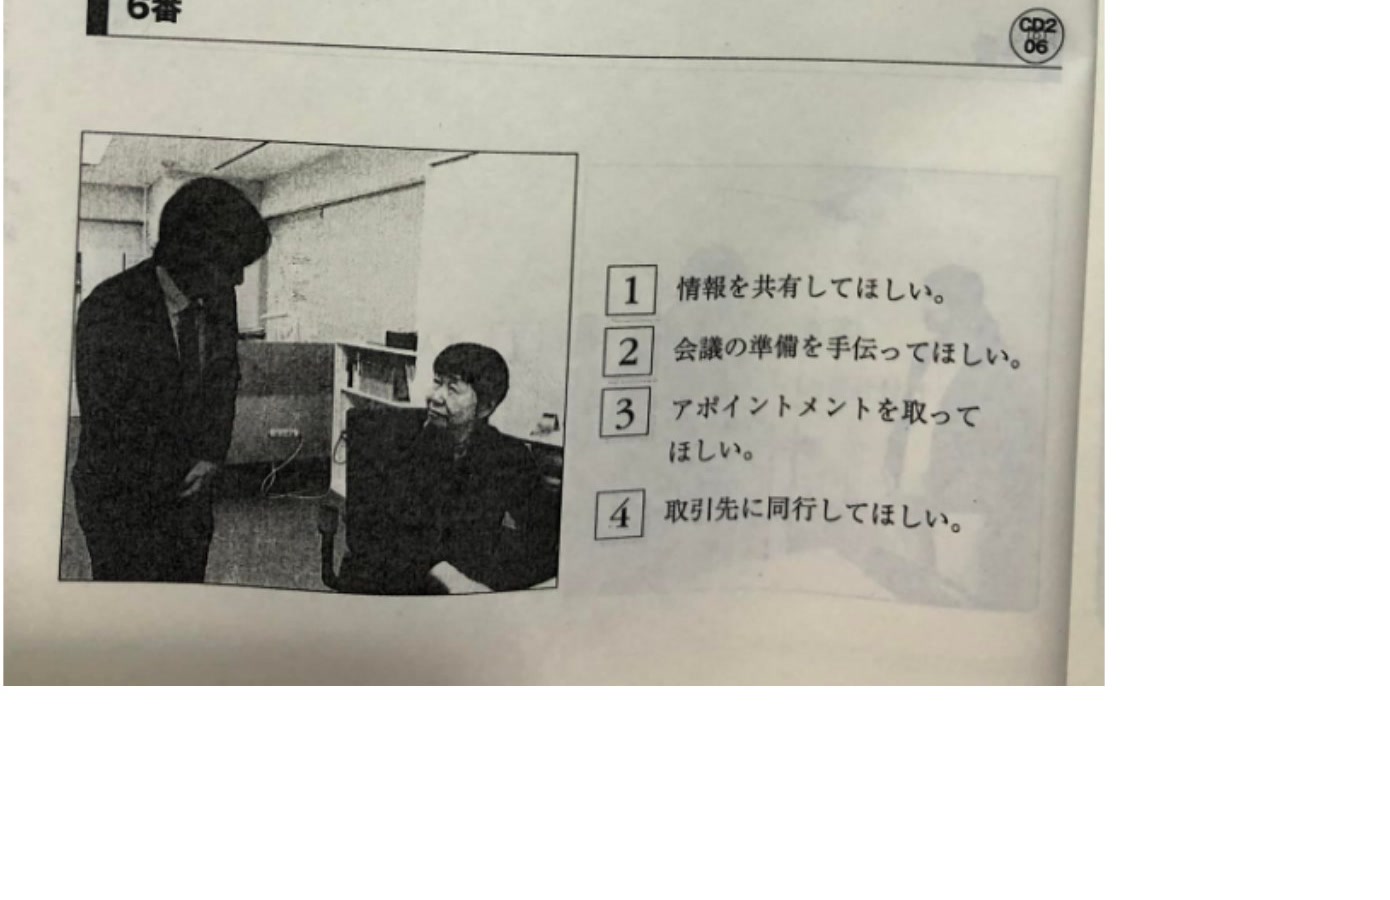 6番
CD2
06
1 情報を共有してほしい。
2 会議の準備を手伝ってほしい。
3 アポイントメントを取って
ほしい。
4 取引先に同行してほしい。